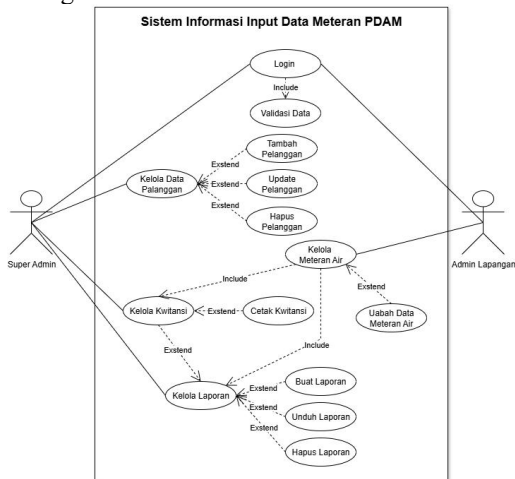 Sistem Informasi Input Data Meteran PDAM
Login
Include
Validasi Data
Tambah
Pelanggan
Exstend
Kelola Data
Palanggan
Exstend
Update
Pelanggan
Exstend
Hapus
Pelanggan
Super Admin
Admin Lapangan
Kelola
Meteran Air
Include
Exstend
Kelola Kwitansi
Exstend
Cetak Kwitansi
Uabah Data
Meteran Air
Exstend
Include
Kelola Laporan
Exstend
Buat Laporan
Exstend
Unduh Laporan
Exstend
Hapus Laporan